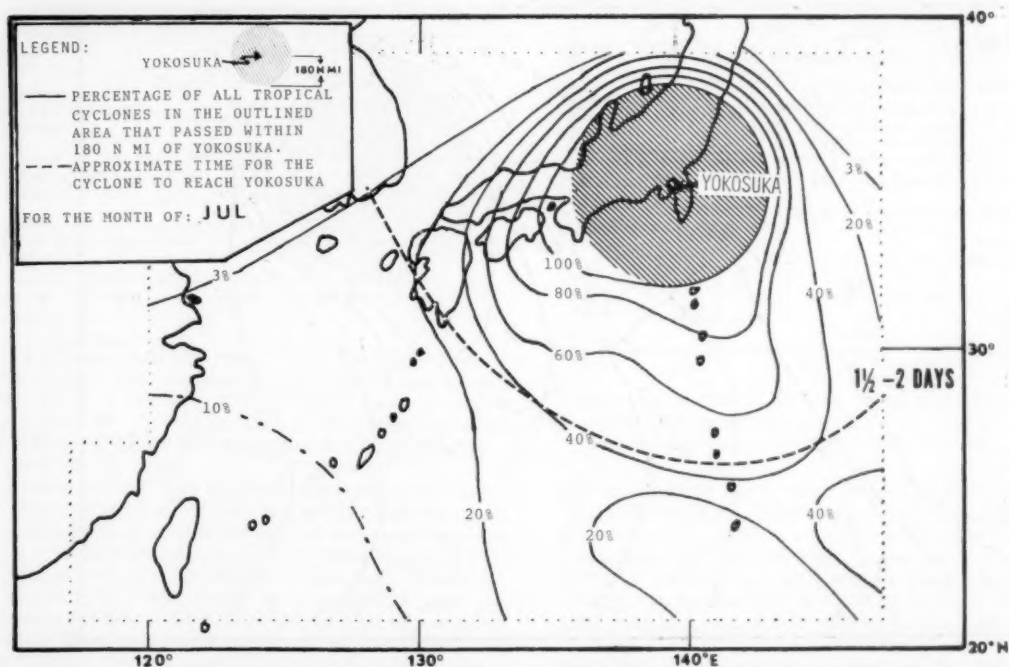 LEGEND:
YOKOSUKA
180 N MI
PERCENTAGE OF ALL TROPICAL
CYCLONES IN THE OUTLINED
AREA THAT PASSED WITHIN
180 N MI OF YOKOSUKA.
APPROXIMATE TIME FOR THE
CYCLONE TO REACH YOKOSUKA
FOR THE MONTH OF: JUL
40°
3%
YOKOSUKA
20%
3%
100%
80%
40%
60%
30°
1½ -2 DAYS
10%
40%
20%
40%
20%
120°
130°
140°E
20°N